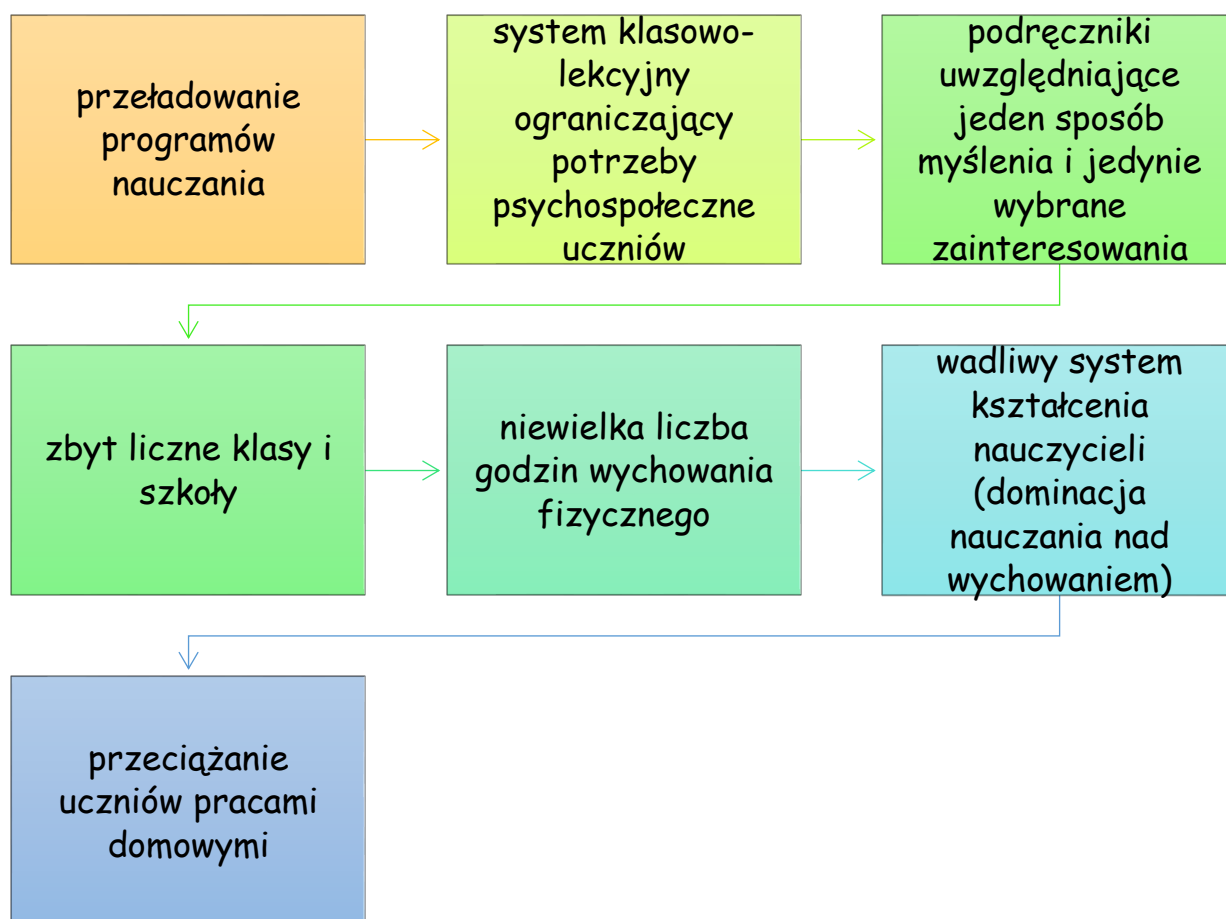 przeładowanie
programów
nauczania
system klasowo-
lekcyjny
ograniczający
potrzeby
psychospołeczne
uczniów
podręczniki
uwzględniające
jeden sposób
myślenia i jedynie
wybrane
zainteresowania
zbyt liczne klasy i
szkoły
niewielka liczba
godzin wychowania
fizycznego
wadliwy system
kształcenia
nauczycieli
(dominacja
nauczania nad
wychowaniem)
przeciążanie
uczniów pracami
domowymi